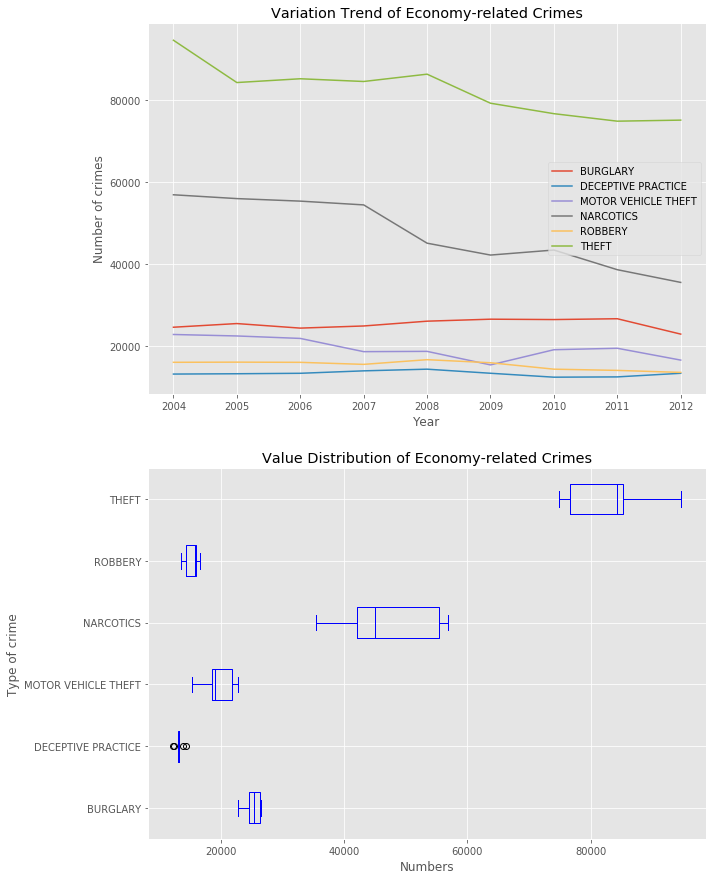 Variation Trend of Economy-related Crimes
Number of crimes
80000
60000
40000
20000
BURGLARY
DECEPTIVE PRACTICE
MOTOR VEHICLE THEFT
NARCOTICS
ROBBERY
THEFT
2004 2005 2006 2007 2008 2009 2010 2011 2012
Year
Value Distribution of Economy-related Crimes
Type of crime
THEFT
ROBBERY
NARCOTICS
MOTOR VEHICLE THEFT
DECEPTIVE PRACTICE
BURGLARY
20000 40000 60000 80000
Numbers